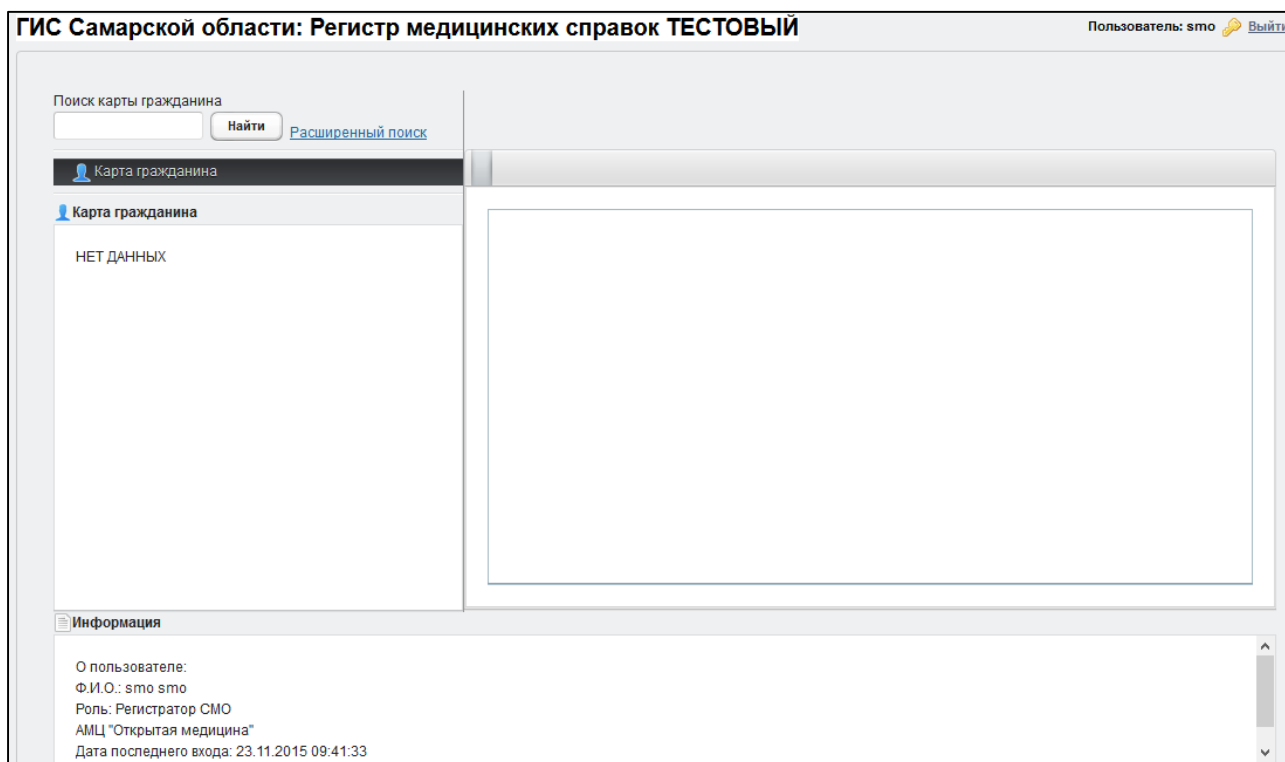 ГИС Самарской области: Регистр медицинских справок ТЕСТОВЫЙ
Пользователь: smo Выйти
Поиск карты гражданина
Найти Расширенный поиск
Карта гражданина
Карта гражданина
НЕТ ДАННЫХ
Информация
О пользователе:
Ф.И.О.: smo smo
Роль: Регистратор СМО
АМЦ "Открытая медицина"
Дата последнего входа: 23.11.2015 09:41:33